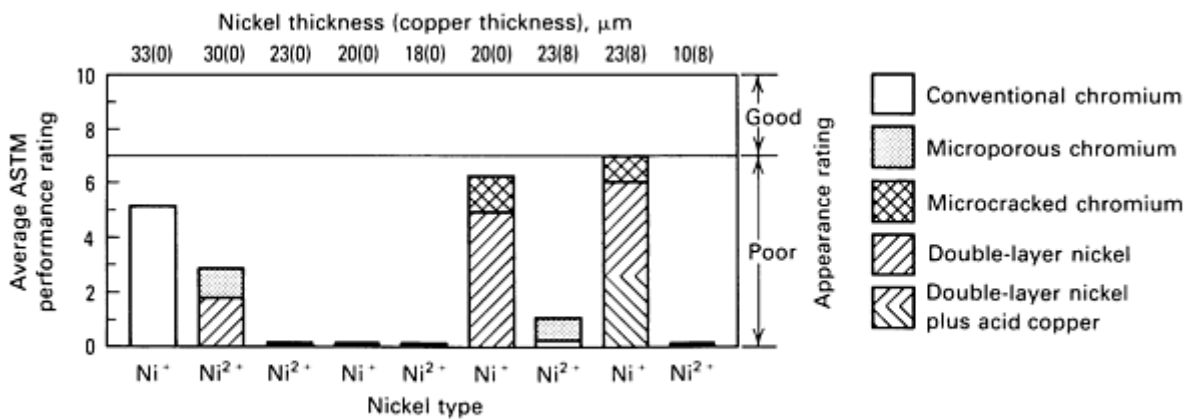 Nickel thickness (copper thickness), μm
33(0) 30(0) 23(0) 20(0) 18(0) 20(0) 23(8) 23(8) 10(8)
Average ASTM
performance rating
10
8
6
4
2
0
Good
Poor
Appearance rating
Ni⁺ Ni²⁺ Ni²⁺ Ni⁺ Ni²⁺ Ni⁺ Ni²⁺ Ni⁺ Ni²⁺
Nickel type
Conventional chromium
Microporous chromium
Microcracked chromium
Double-layer nickel
Double-layer nickel
plus acid copper